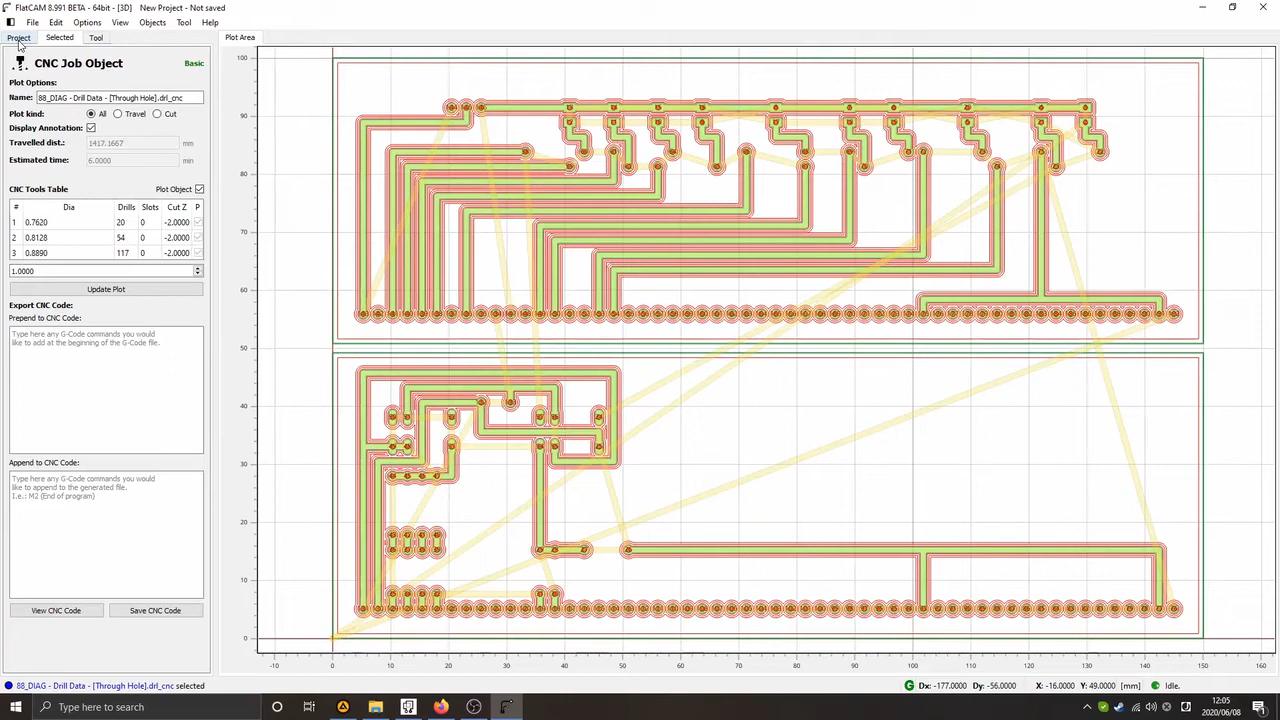 FlatCAM 8.991 BETA - 64bit - [3D] New Project - Not saved
File Edit Options View Objects Tool Help
Project Selected Tool Plot Area
CNC Job Object Basic
Plot Options:
Name: 88_DIAG - Drill Data - [Through Hole].drl_cnc
Plot kind: All Travel Cut
Display Annotation:
Travelled dist.: 1417.1667 mm
Estimated time: 6.0000 min
CNC Tools Table Plot Object
# Dia Drills Slots Cut Z P
1 0.7620 20 0 -2.0000
2 0.8128 54 0 -2.0000
3 0.8890 117 0 -2.0000
1.0000
Update Plot
Export CNC Code:
Prepend to CNC Code:
Type here any G-Code commands you would
like to add at the beginning of the G-Code file.
Append to CNC Code:
Type here any G-Code commands you would
like to append to the generated file.
I.e.: M2 (End of program)
View CNC Code Save CNC Code
100
90
80
70
60
50
40
30
20
10
0
-10 0 10 20 30 40 50 60 70 80 90 100 110 120 130 140 150 160
88_DIAG - Drill Data - [Through Hole].drl_cnc selected
G Dx: -177.0000 Dy: -56.0000 X: -16.0000 Y: 49.0000 [mm] Idle.
Type here to search
12:05
2020/06/08